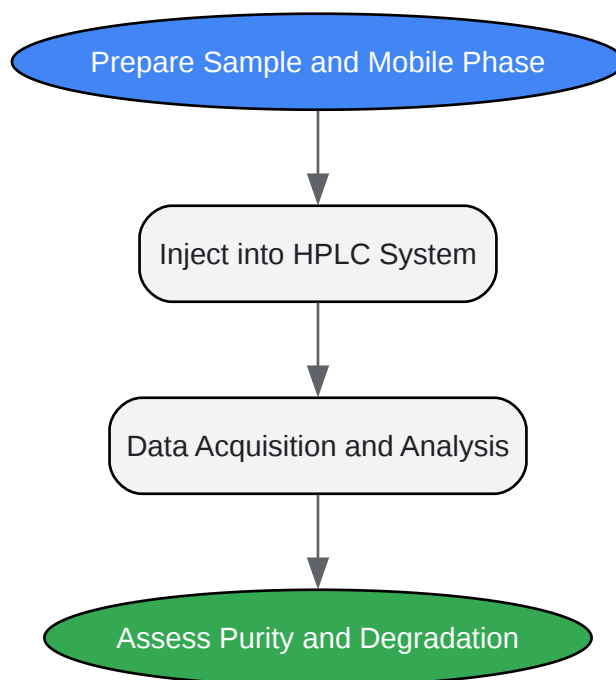 Prepare Sample and Mobile Phase
Inject into HPLC System
Data Acquisition and Analysis
Assess Purity and Degradation